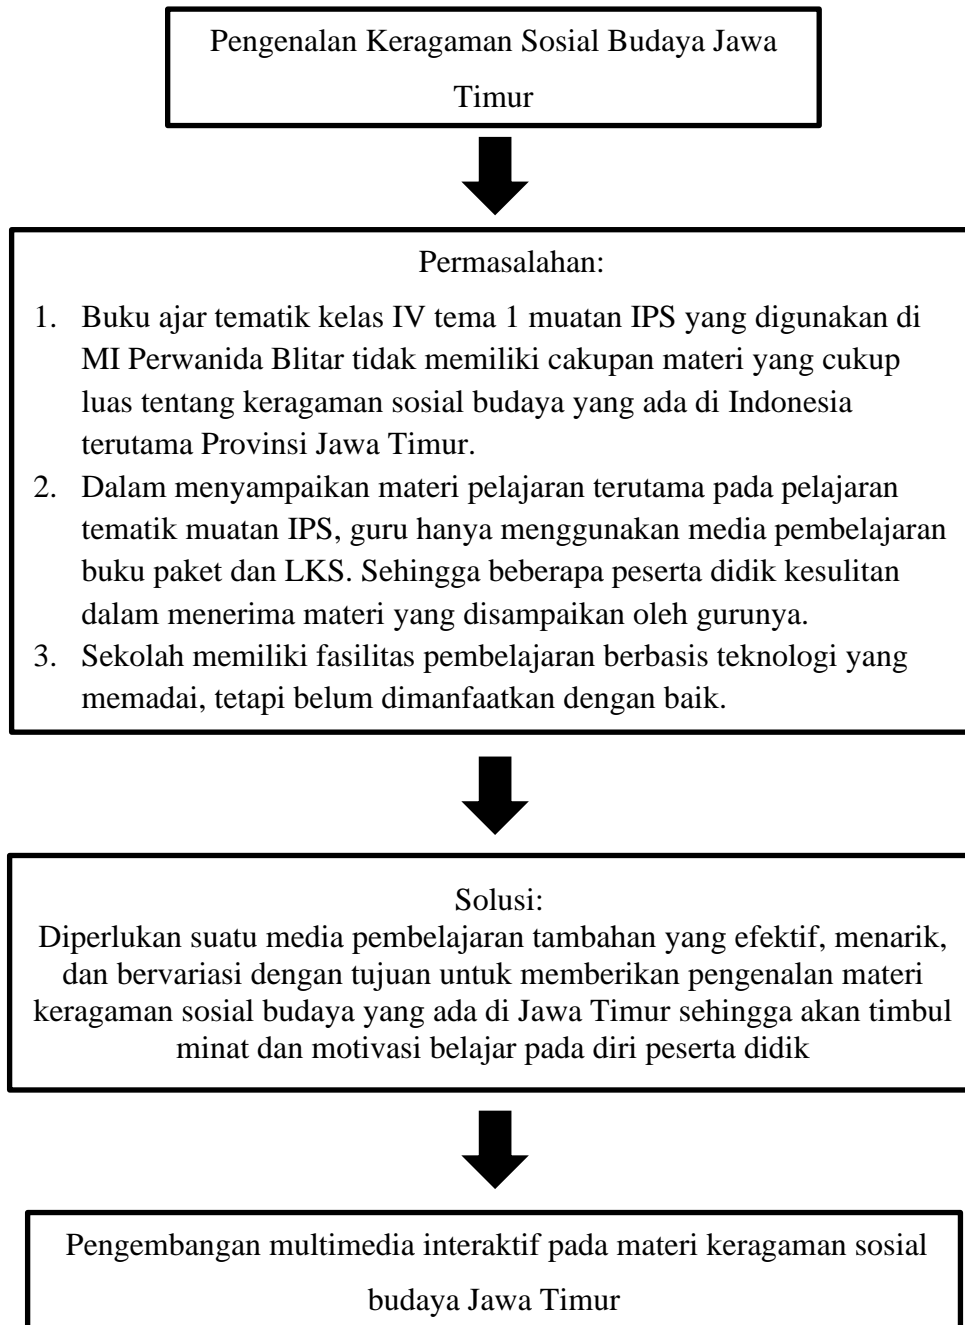 Pengenalan Keragaman Sosial Budaya Jawa
Timur
Permasalahan:
1. Buku ajar tematik kelas IV tema 1 muatan IPS yang digunakan di
MI Perwanida Blitar tidak memiliki cakupan materi yang cukup
luas tentang keragaman sosial budaya yang ada di Indonesia
terutama Provinsi Jawa Timur.
2. Dalam menyampaikan materi pelajaran terutama pada pelajaran
tematik muatan IPS, guru hanya menggunakan media pembelajaran
buku paket dan LKS. Sehingga beberapa peserta didik kesulitan
dalam menerima materi yang disampaikan oleh gurunya.
3. Sekolah memiliki fasilitas pembelajaran berbasis teknologi yang
memadai, tetapi belum dimanfaatkan dengan baik.
Solusi:
Diperlukan suatu media pembelajaran tambahan yang efektif, menarik,
dan bervariasi dengan tujuan untuk memberikan pengenalan materi
keragaman sosial budaya yang ada di Jawa Timur sehingga akan timbul
minat dan motivasi belajar pada diri peserta didik
Pengembangan multimedia interaktif pada materi keragaman sosial
budaya Jawa Timur